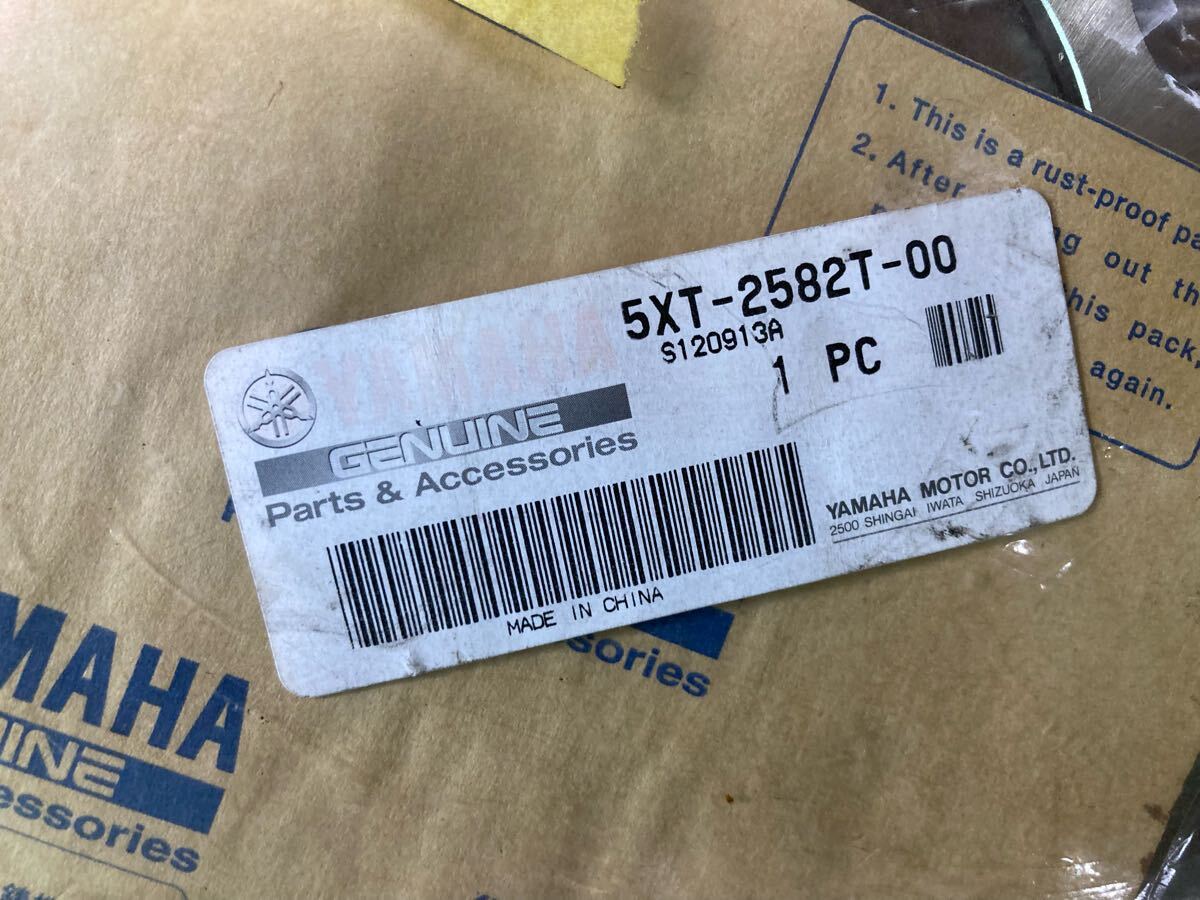 1. This is a rust-proof
2. After
out
this pack,
again.
5XT-2582T-00
S120913A
1 PC
GENUINE
Parts & Accessories
YAMAHA MOTOR CO., LTD.
2500 SHINGAI IWATA SHIZUOKA JAPAN
MADE IN CHINA